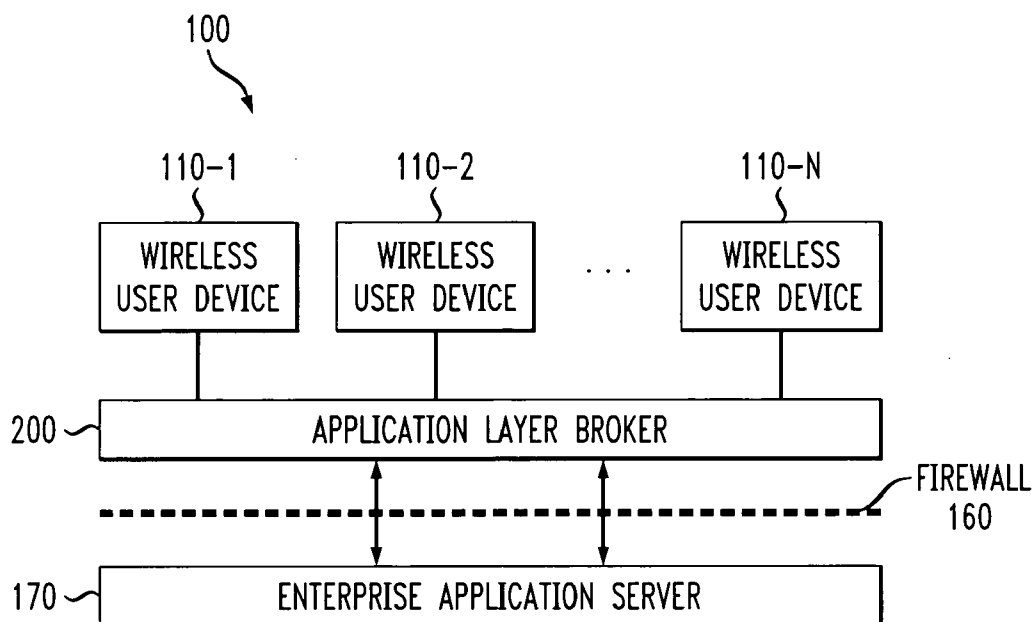 100
110-1
110-2
110-N
WIRELESS
USER DEVICE
WIRELESS
USER DEVICE
. . .
WIRELESS
USER DEVICE
200
APPLICATION LAYER BROKER
FIREWALL
160
170
ENTERPRISE APPLICATION SERVER